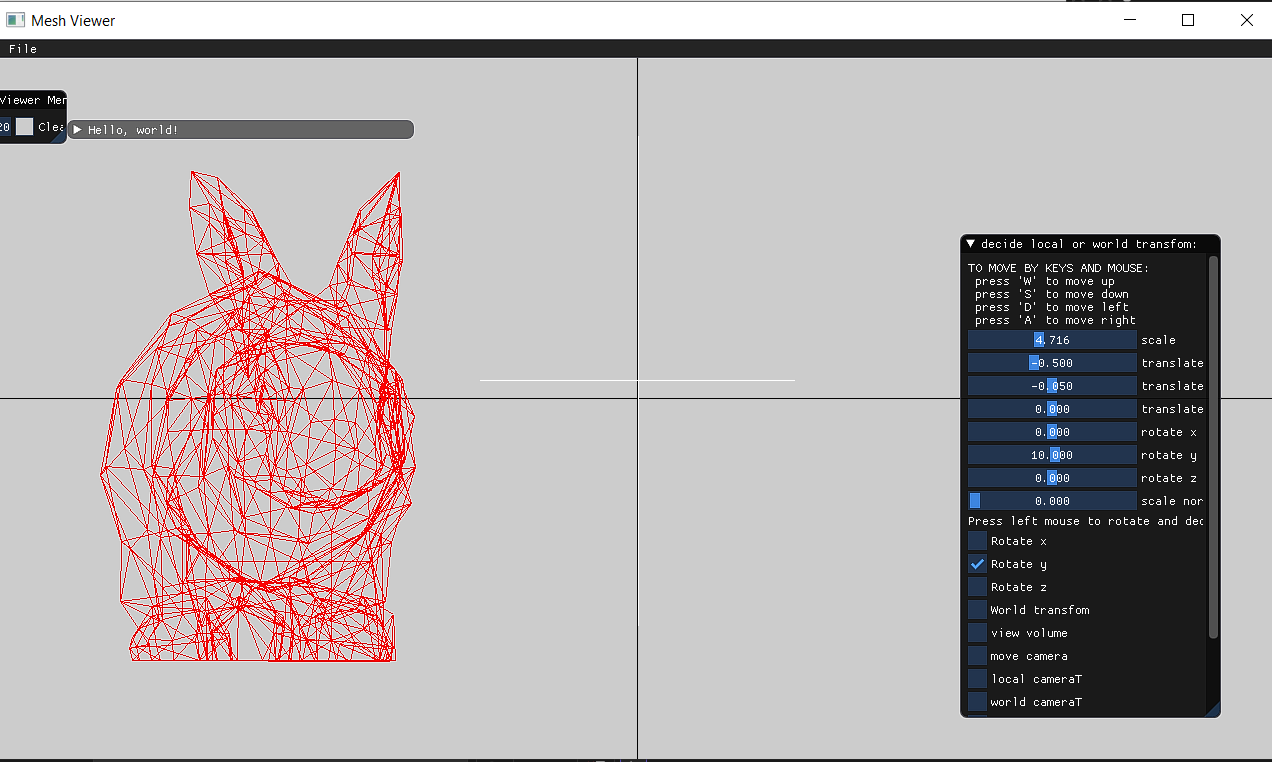 Mesh Viewer
File
Viewer Mer
20 Clea
Hello, world!
decide local or world transfom:
TO MOVE BY KEYS AND MOUSE:
press 'W' to move up
press 'S' to move down
press 'D' to move left
press 'A' to move right
4.716 scale
-0.500 translate
-0.050 translate
0.000 translate
0.000 rotate x
10.000 rotate y
0.000 rotate z
0.000 scale nor
Press left mouse to rotate and dec
Rotate x
Rotate y
Rotate z
World transfom
view volume
move camera
local cameraT
world cameraT